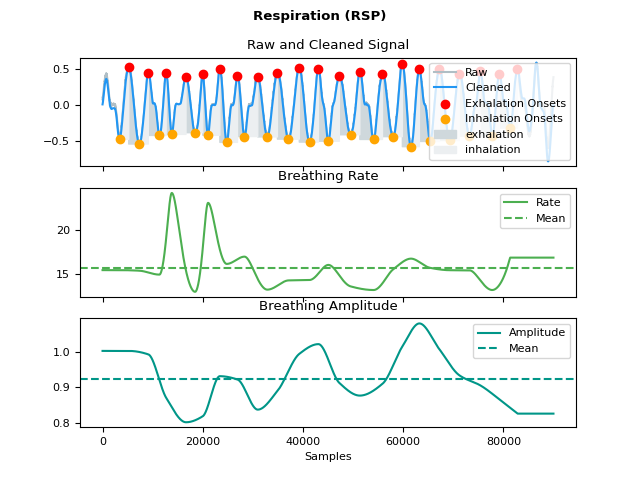 Respiration (RSP)
Raw and Cleaned Signal
0.5
0.0
−0.5
Raw
Cleaned
Exhalation Onsets
Inhalation Onsets
exhalation
inhalation
Breathing Rate
20
15
Rate
Mean
Breathing Amplitude
1.0
0.9
0.8
Amplitude
Mean
0 20000 40000 60000 80000
Samples